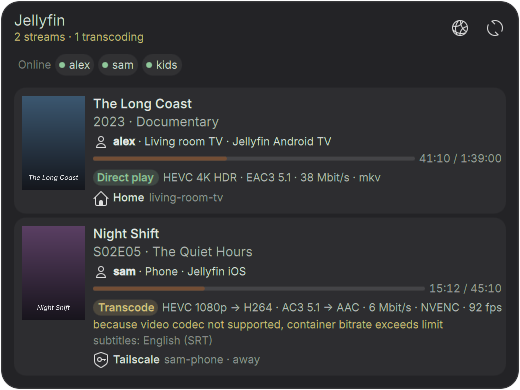 Jellyfin
2 streams · 1 transcoding
Online alex sam kids
The Long Coast
2023 · Documentary
alex · Living room TV · Jellyfin Android TV
41:10 / 1:39:00
The Long Coast
Direct play HEVC 4K HDR · EAC3 5.1 · 38 Mbit/s · mkv
Home living-room-tv
Night Shift
S02E05 · The Quiet Hours
sam · Phone · Jellyfin iOS
15:12 / 45:10
Night Shift
Transcode HEVC 1080p → H264 · AC3 5.1 → AAC · 6 Mbit/s · NVENC · 92 fps
because video codec not supported, container bitrate exceeds limit
subtitles: English (SRT)
Tailscale sam-phone · away